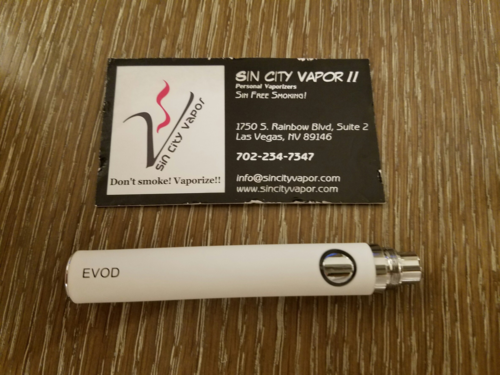 SIN CITY VAPOR II
Personal Vaporizers
SIN FREE SMOKING!
1750 S. Rainbow Blvd, Suite 2
Las Vegas, NV 89146
702-234-7347
info@sincityvapor.com
www.sincityvapor.com
SIN CITY VAPOR
Don't smoke! Vaporize!!
EVOD